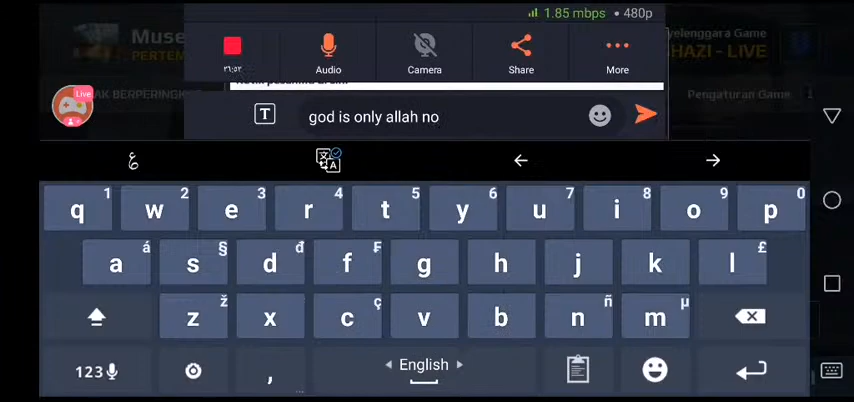 1.85 mbps • 480p
Muse
PERTEM
yelenggara Game
HAZI - LIVE
Audio
Camera
Share
More
Live
AK BERPERINGK
Pengaturan Game
T
god is only allah no
ع
A
1 2 3 4 5 6 7 8 9 0
q w e r t y u i o p
á § đ ₣ £
a s d f g h j k l
ž ç ñ µ
z x c v b n m
123 , English